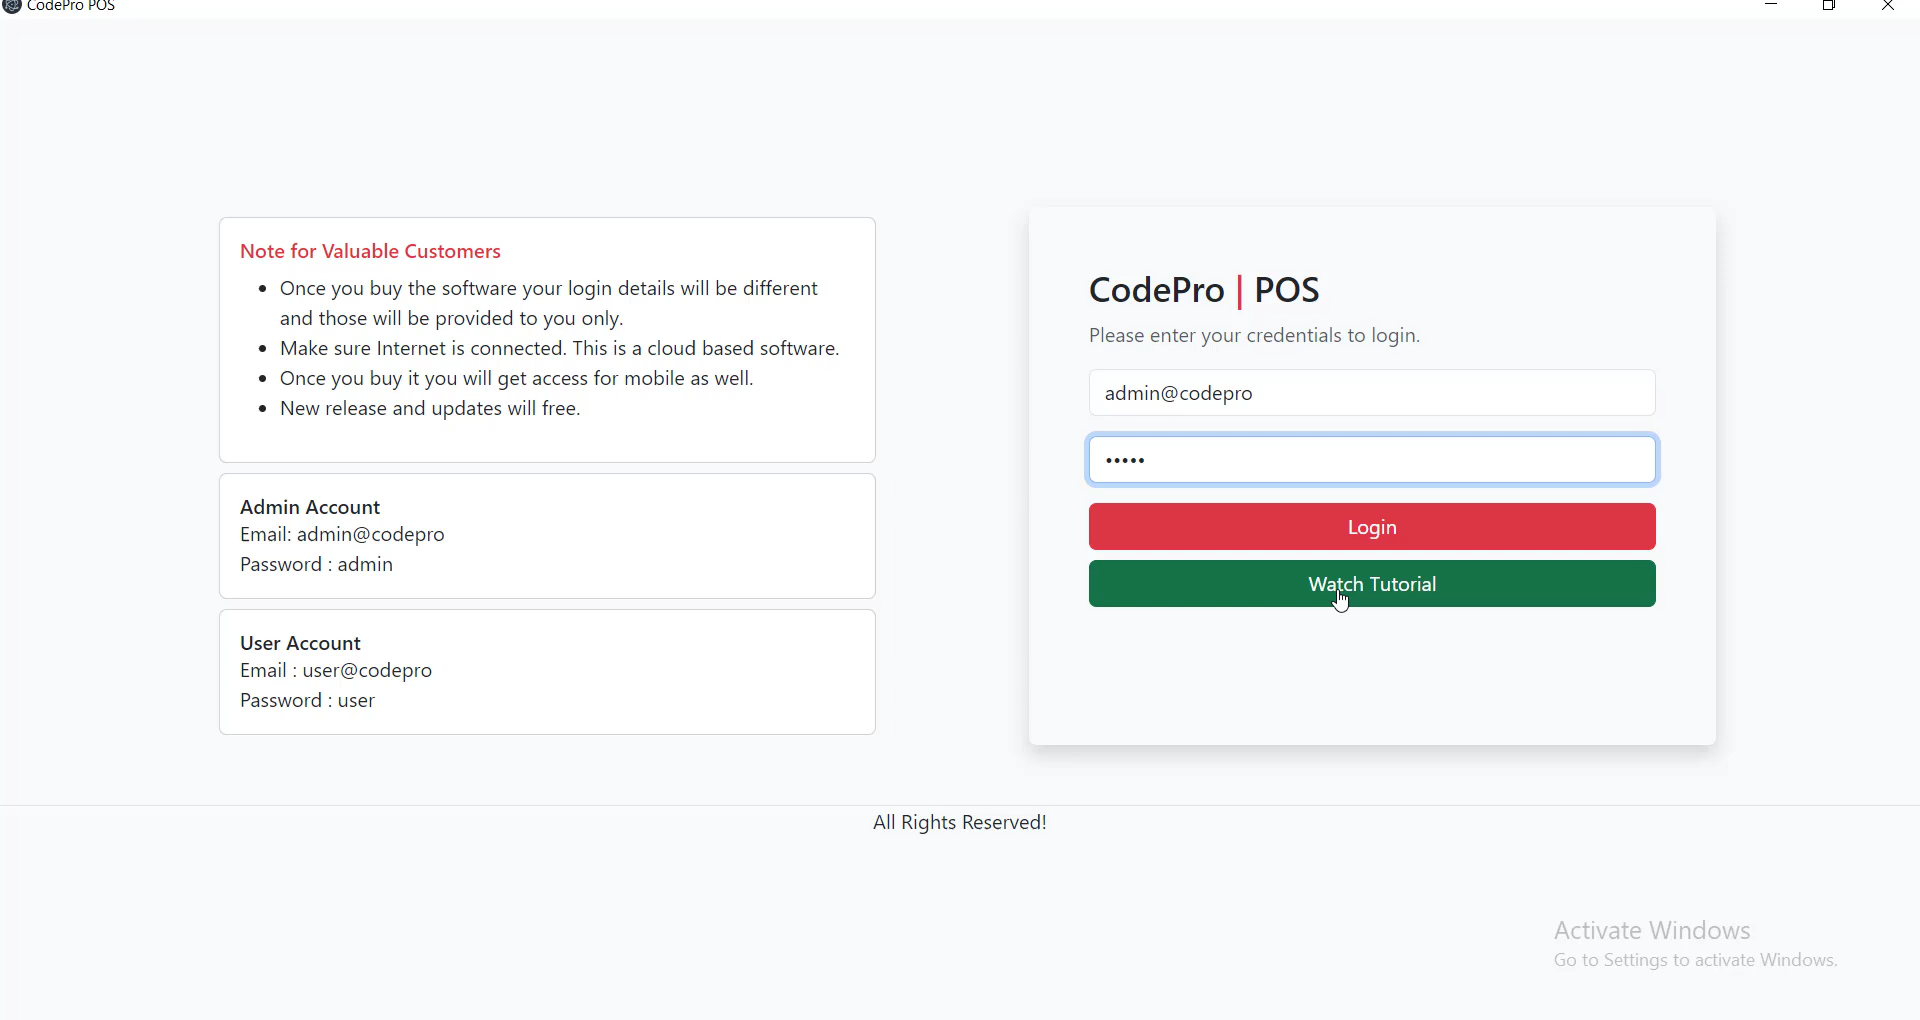 CodePro POS
Note for Valuable Customers
Once you buy the software your login details will be different
and those will be provided to you only.
Make sure Internet is connected. This is a cloud based software.
Once you buy it you will get access for mobile as well.
New release and updates will free.
Admin Account
Email: admin@codepro
Password : admin
User Account
Email : user@codepro
Password : user
CodePro | POS
Please enter your credentials to login.
admin@codepro
•••••
Login
Watch Tutorial
All Rights Reserved!
Activate Windows
Go to Settings to activate Windows.